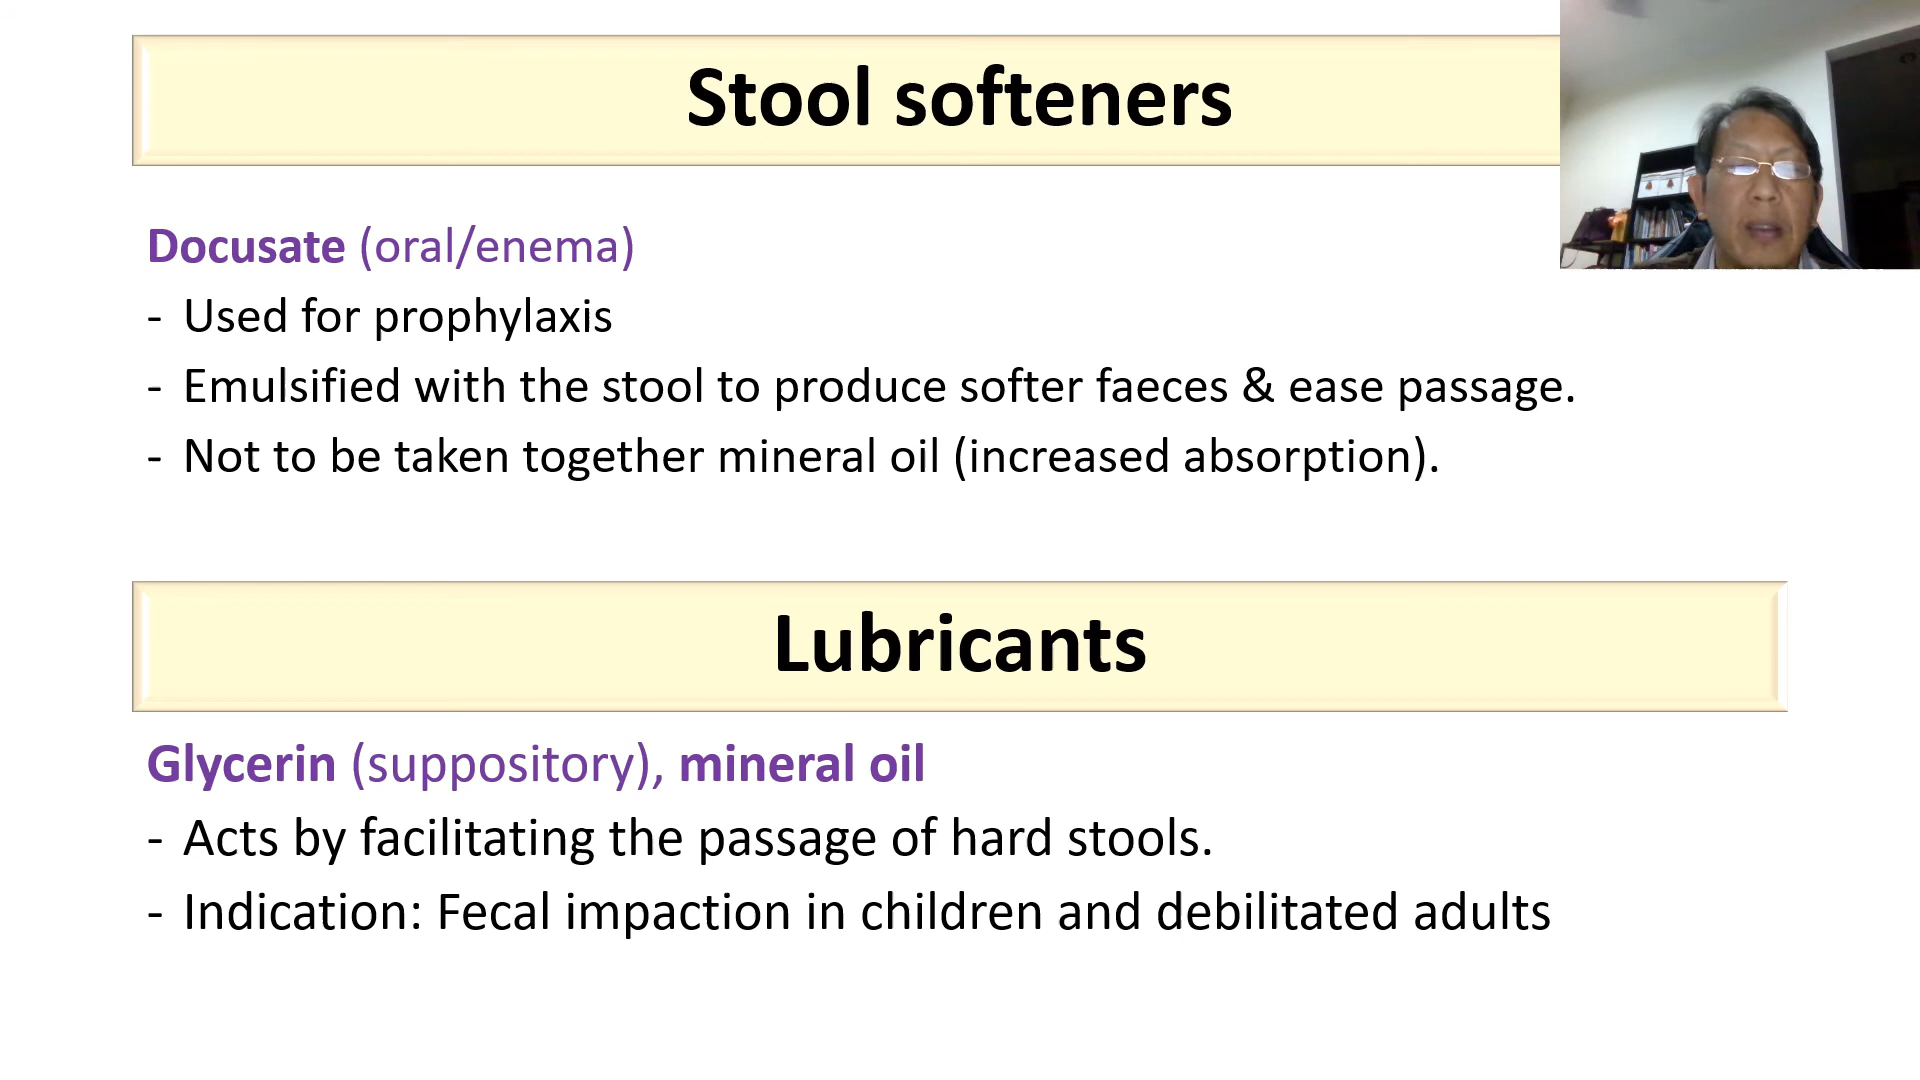 Stool softeners
Docusate (oral/enema)
- Used for prophylaxis
- Emulsified with the stool to produce softer faeces & ease passage.
- Not to be taken together mineral oil (increased absorption).
Lubricants
Glycerin (suppository), mineral oil
- Acts by facilitating the passage of hard stools.
- Indication: Fecal impaction in children and debilitated adults